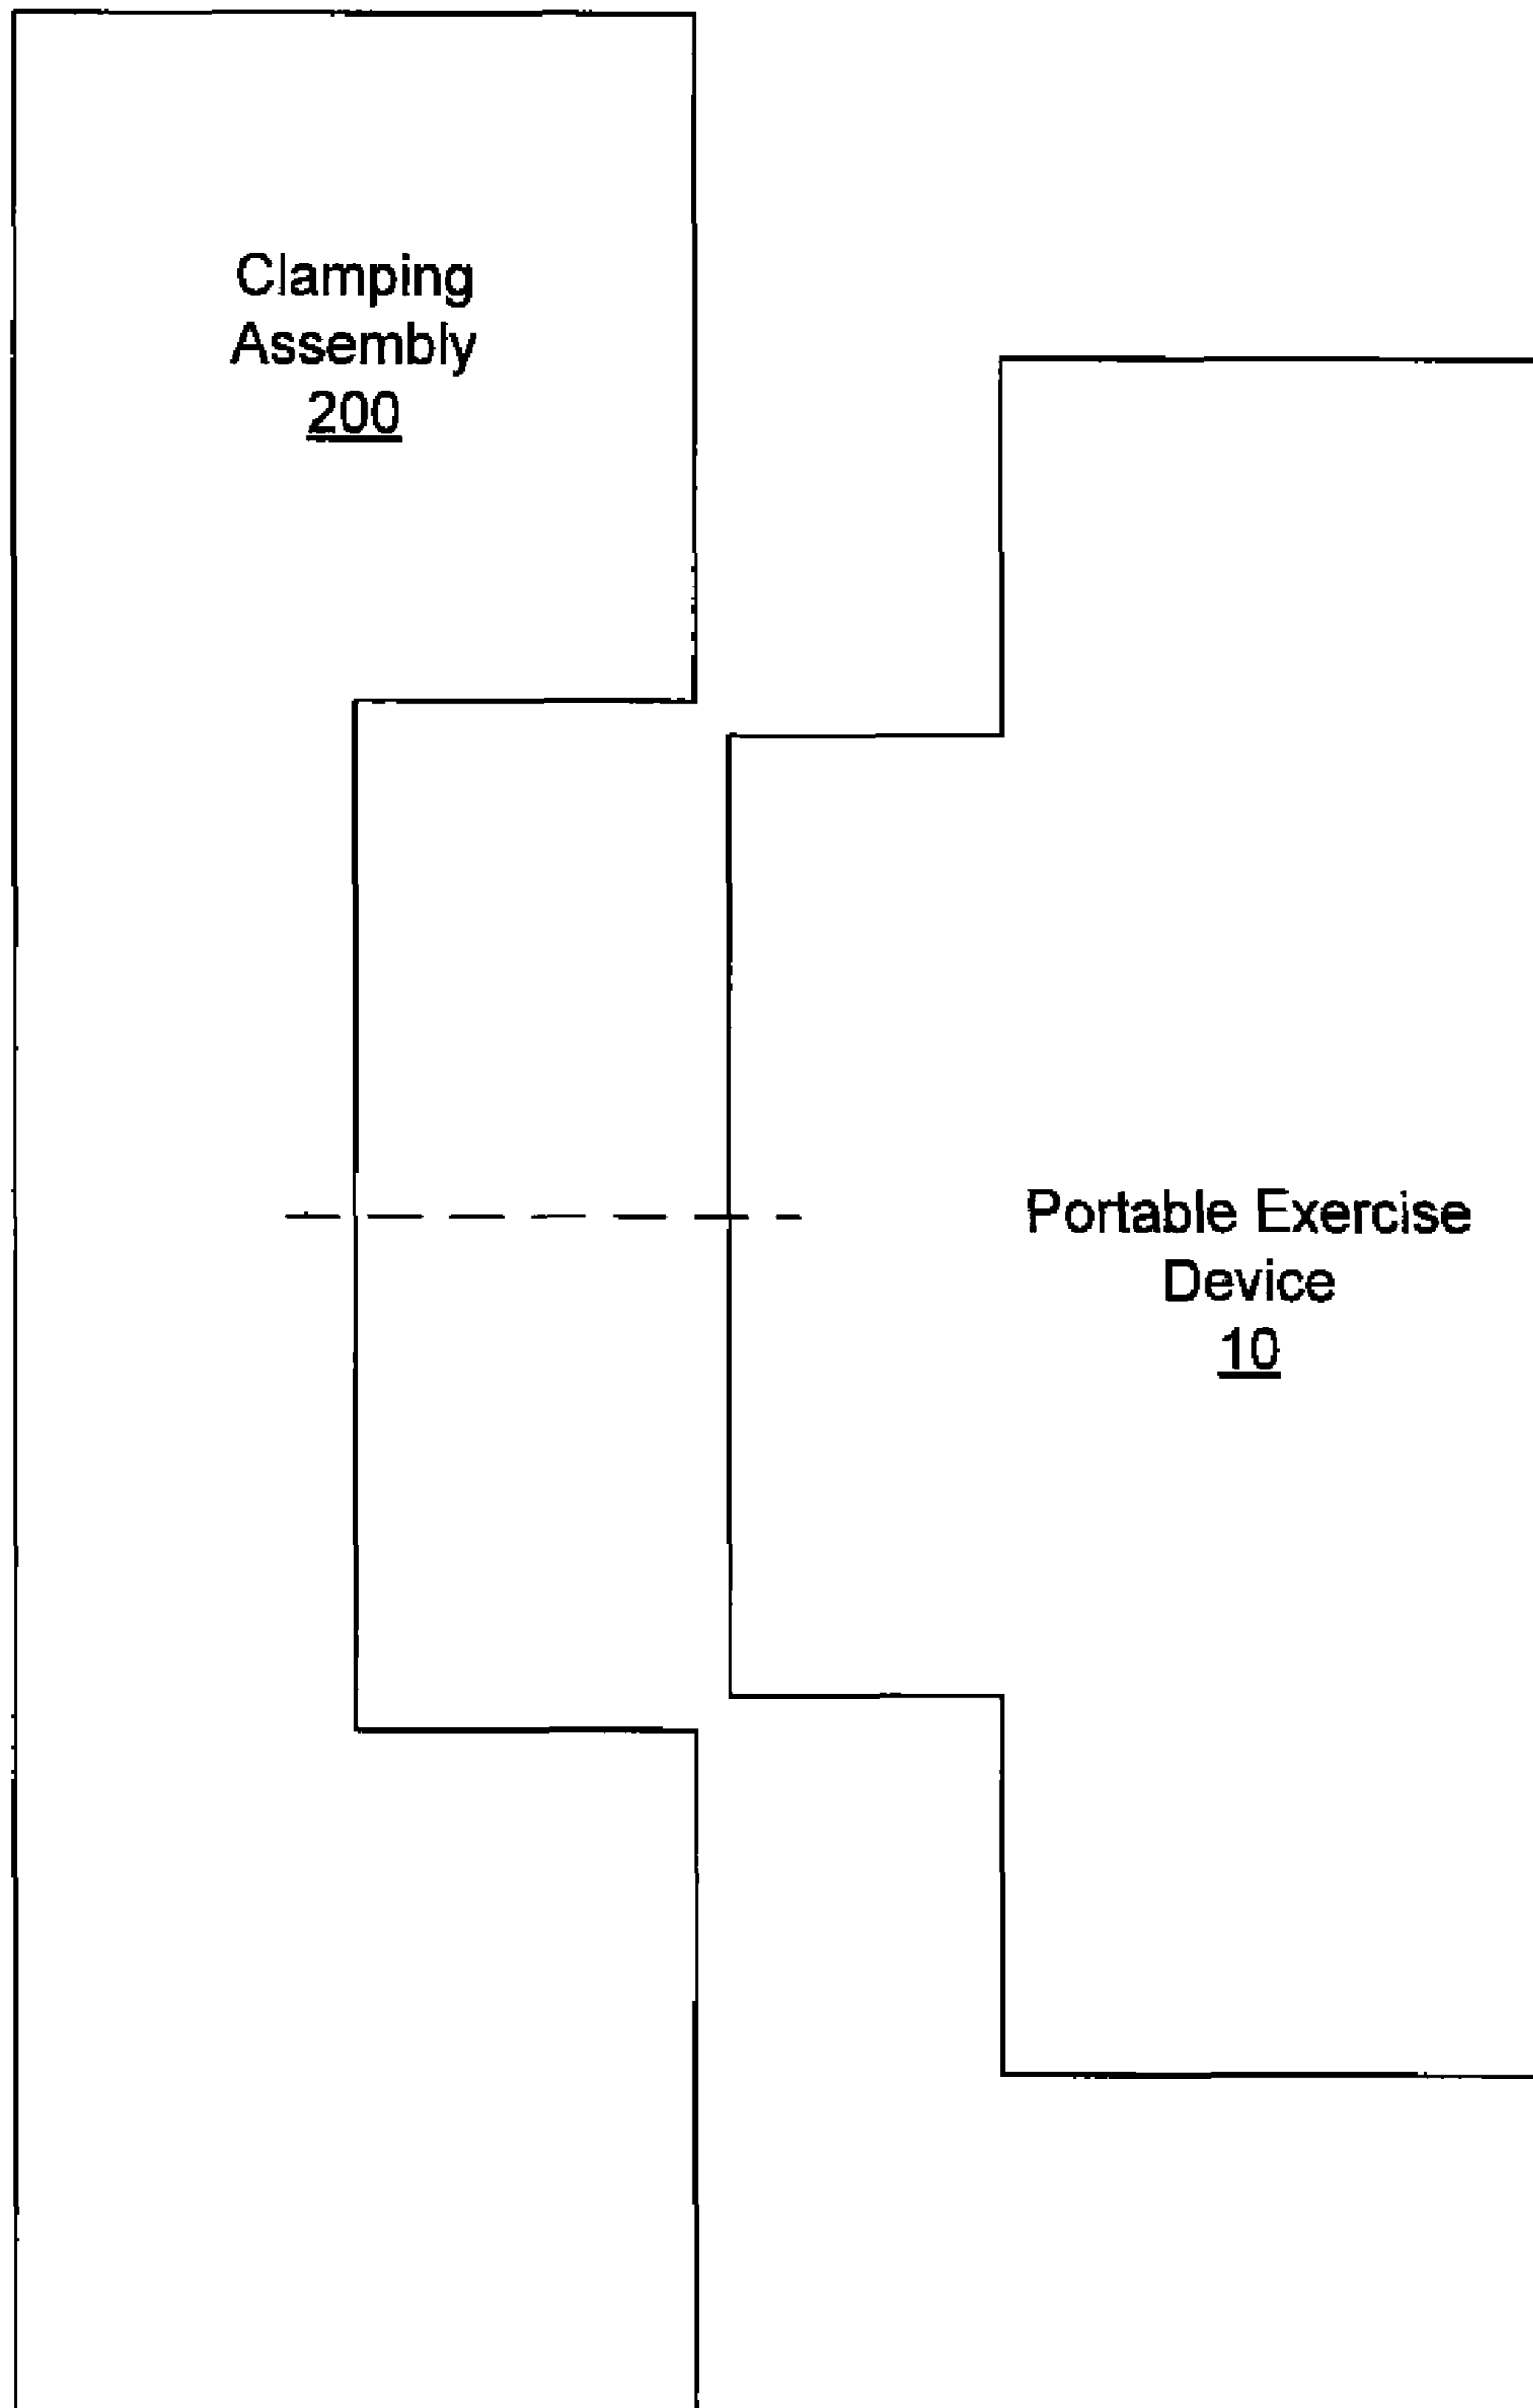 Clamping
Assembly
200
Portable Exercise
Device
10